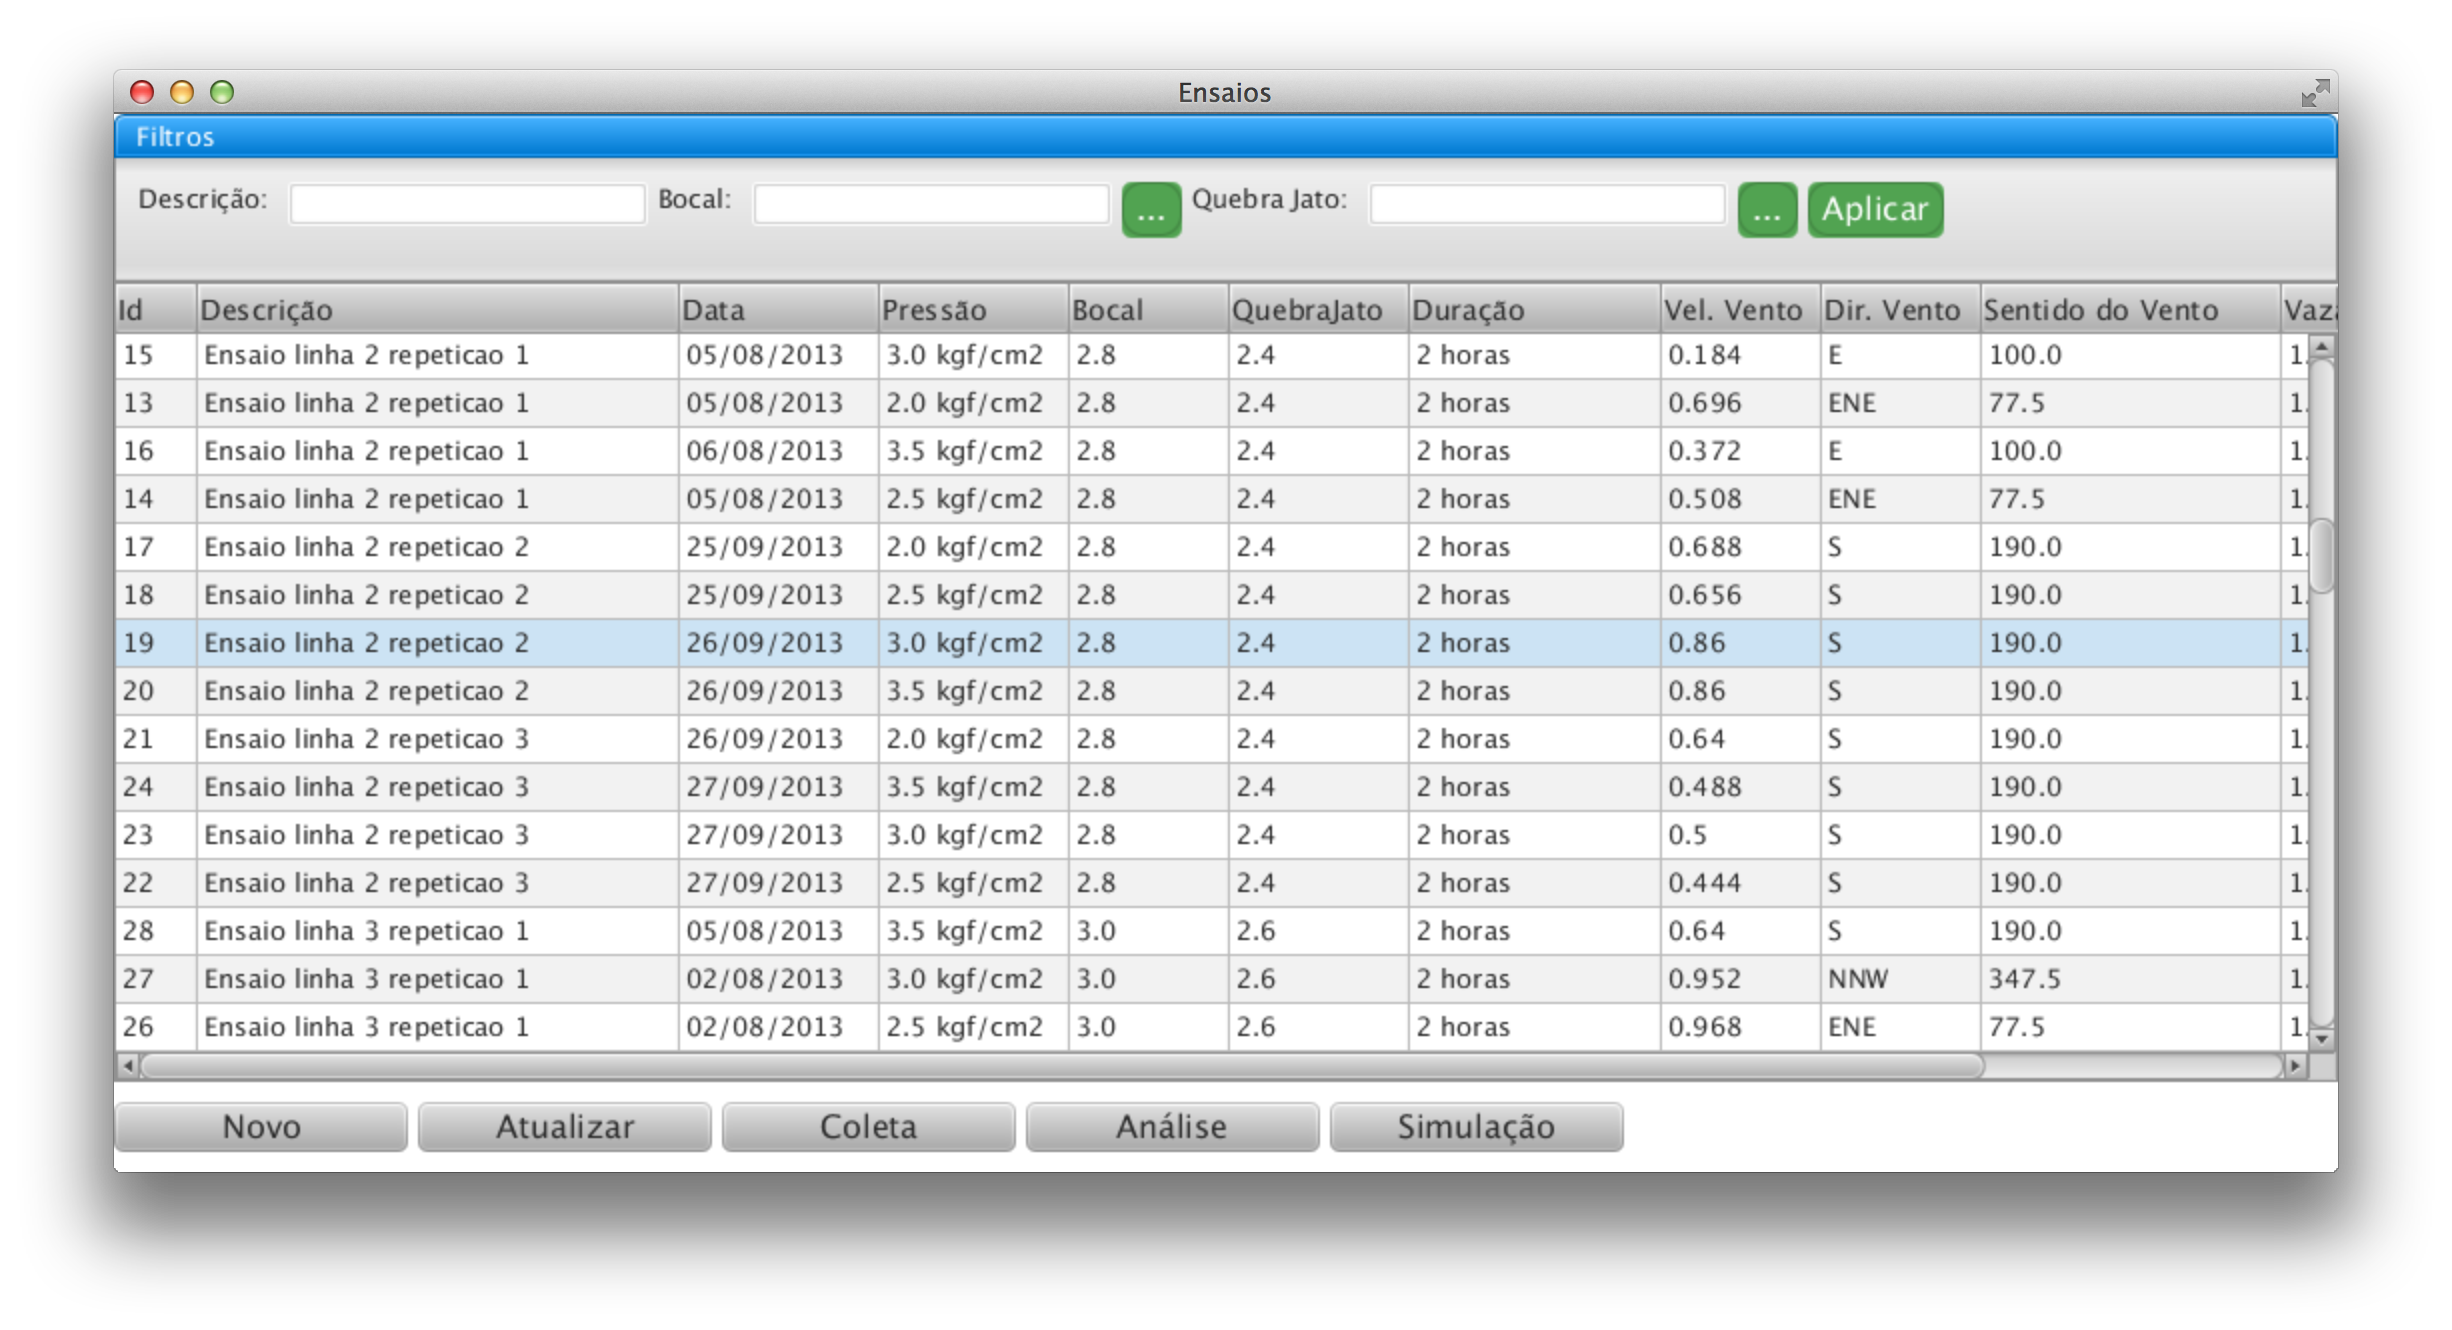 Ensaios
Filtros
Descrição: Bocal: ... Quebra Jato: ... Aplicar
Id Descrição Data Pressão Bocal QuebraJato Duração Vel. Vento Dir. Vento Sentido do Vento
15 Ensaio linha 2 repeticao 1 05/08/2013 3.0 kgf/cm2 2.8 2.4 2 horas 0.184 E 100.0 1.
13 Ensaio linha 2 repeticao 1 05/08/2013 2.0 kgf/cm2 2.8 2.4 2 horas 0.696 ENE 77.5 1.
16 Ensaio linha 2 repeticao 1 06/08/2013 3.5 kgf/cm2 2.8 2.4 2 horas 0.372 E 100.0 1.
14 Ensaio linha 2 repeticao 1 05/08/2013 2.5 kgf/cm2 2.8 2.4 2 horas 0.508 ENE 77.5 1.
17 Ensaio linha 2 repeticao 2 25/09/2013 2.0 kgf/cm2 2.8 2.4 2 horas 0.688 S 190.0 1.
18 Ensaio linha 2 repeticao 2 25/09/2013 2.5 kgf/cm2 2.8 2.4 2 horas 0.656 S 190.0 1.
19 Ensaio linha 2 repeticao 2 26/09/2013 3.0 kgf/cm2 2.8 2.4 2 horas 0.86 S 190.0 1.
20 Ensaio linha 2 repeticao 2 26/09/2013 3.5 kgf/cm2 2.8 2.4 2 horas 0.86 S 190.0 1.
21 Ensaio linha 2 repeticao 3 26/09/2013 2.0 kgf/cm2 2.8 2.4 2 horas 0.64 S 190.0 1.
24 Ensaio linha 2 repeticao 3 27/09/2013 3.5 kgf/cm2 2.8 2.4 2 horas 0.488 S 190.0 1.
23 Ensaio linha 2 repeticao 3 27/09/2013 3.0 kgf/cm2 2.8 2.4 2 horas 0.5 S 190.0 1.
22 Ensaio linha 2 repeticao 3 27/09/2013 2.5 kgf/cm2 2.8 2.4 2 horas 0.444 S 190.0 1.
28 Ensaio linha 3 repeticao 1 05/08/2013 3.5 kgf/cm2 3.0 2.6 2 horas 0.64 S 190.0 1.
27 Ensaio linha 3 repeticao 1 02/08/2013 3.0 kgf/cm2 3.0 2.6 2 horas 0.952 NNW 347.5 1.
26 Ensaio linha 3 repeticao 1 02/08/2013 2.5 kgf/cm2 3.0 2.6 2 horas 0.968 ENE 77.5 1.
Novo Atualizar Coleta Análise Simulação